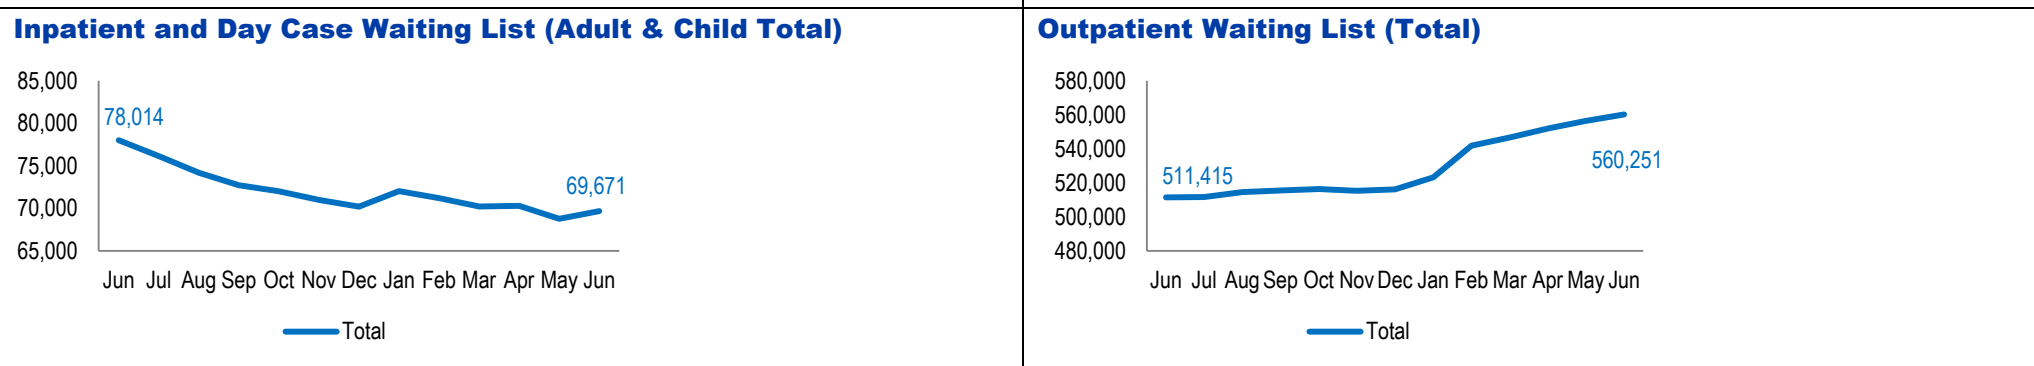 Inpatient and Day Case Waiting List (Adult & Child Total)
85,000
80,000
75,000
70,000
65,000
78,014
69,671
Jun Jul Aug Sep Oct Nov Dec Jan Feb Mar Apr May Jun
Total
Outpatient Waiting List (Total)
580,000
560,000
540,000
520,000
500,000
480,000
511,415
560,251
Jun Jul Aug Sep Oct Nov Dec Jan Feb Mar Apr May Jun
Total